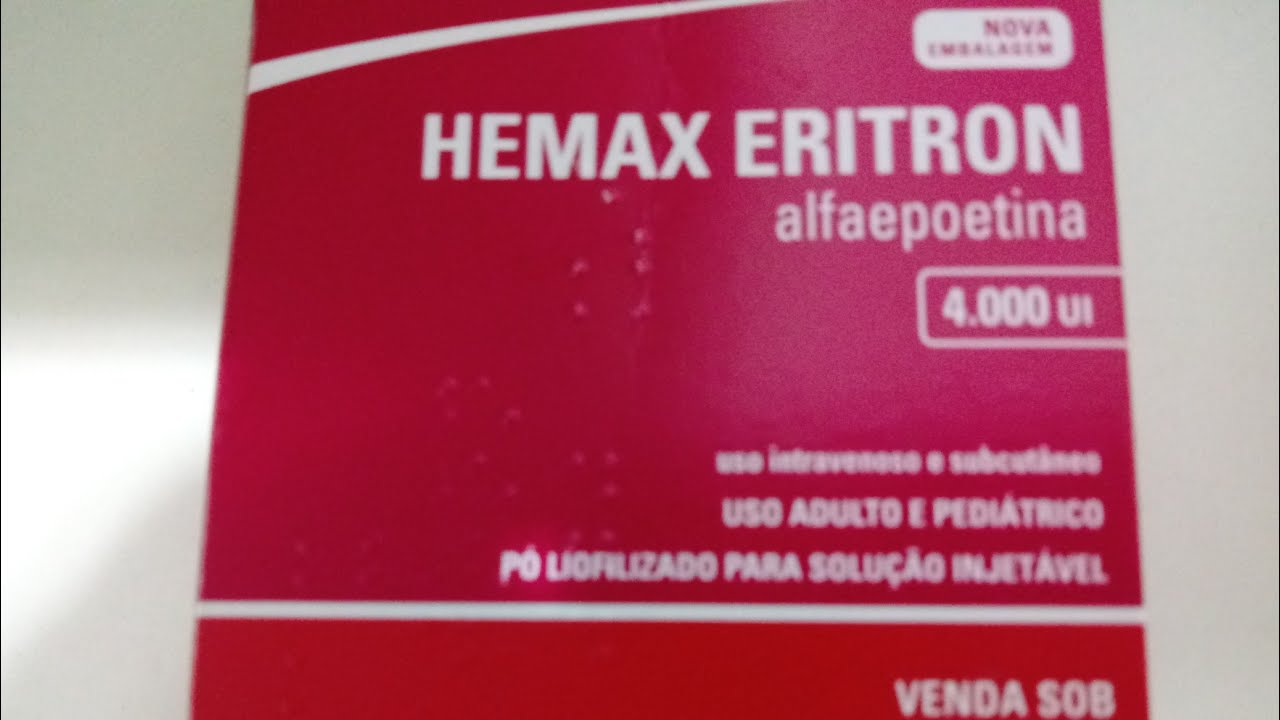 NOVA
EMBALAGEM
HEMAX ERITRON
alfaepoetina
4.000 UI
uso intravenoso e subcutâneo
USO ADULTO E PEDIÁTRICO
PÓ LIOFILIZADO PARA SOLUÇÃO INJETÁVEL
VENDA SOB